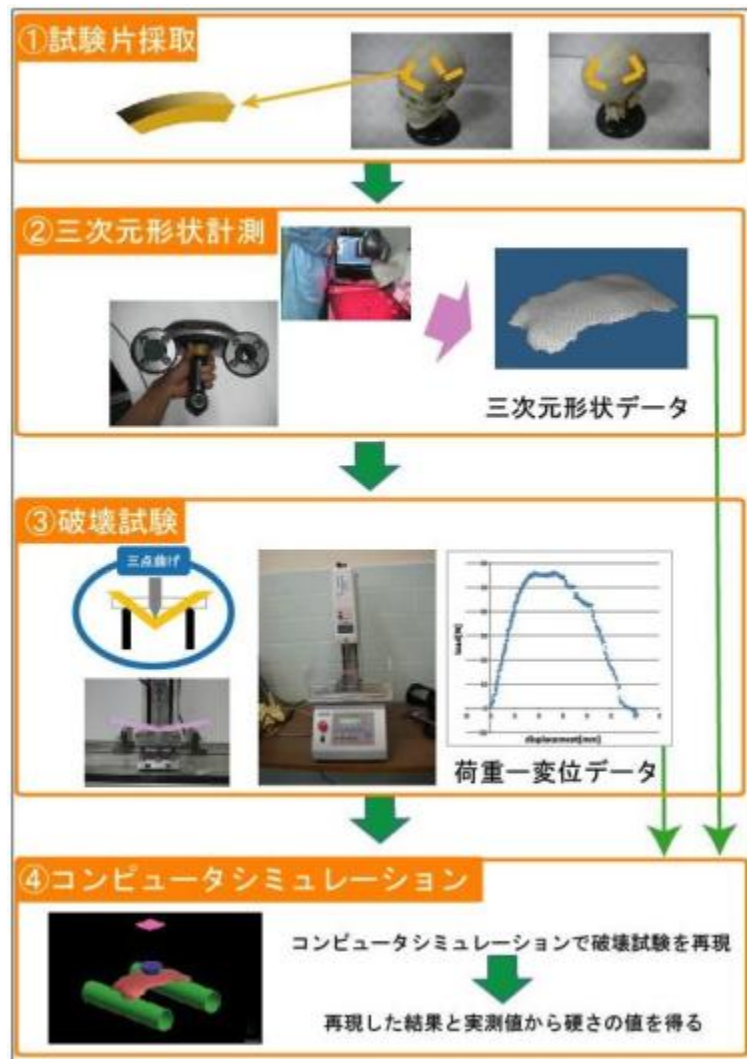 ①試験片採取
②三次元形状計測
三次元形状データ
③破壊試験
三点曲げ
load[N]
displacement[mm]
荷重ー変位データ
④コンピュータシミュレーション
コンピュータシミュレーションで破壊試験を再現
再現した結果と実測値から硬さの値を得る